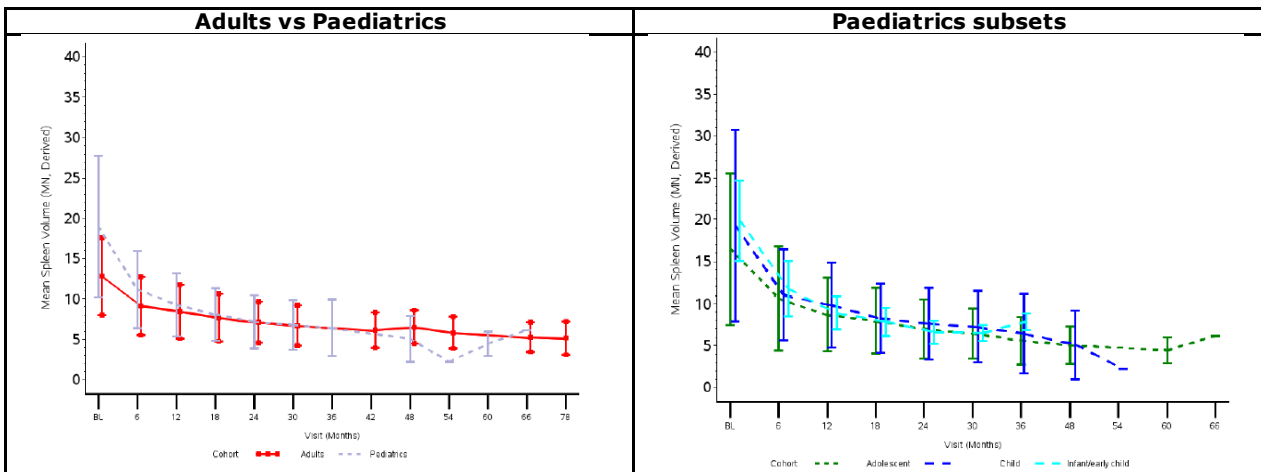 Adults vs Paediatrics
Mean Spleen Volume (MN, Derived)
40
35
30
25
20
15
10
5
0
BL 6 12 18 24 30 36 42 48 54 60 66 78
Visit (Months)
Cohort Adults Pediatrics
Paediatrics subsets
Mean Spleen Volume (MN, Derived)
40
35
30
25
20
15
10
5
0
BL 6 12 18 24 30 36 48 54 60 66
Visit (Months)
Cohort Adolescent Child Infant/early child